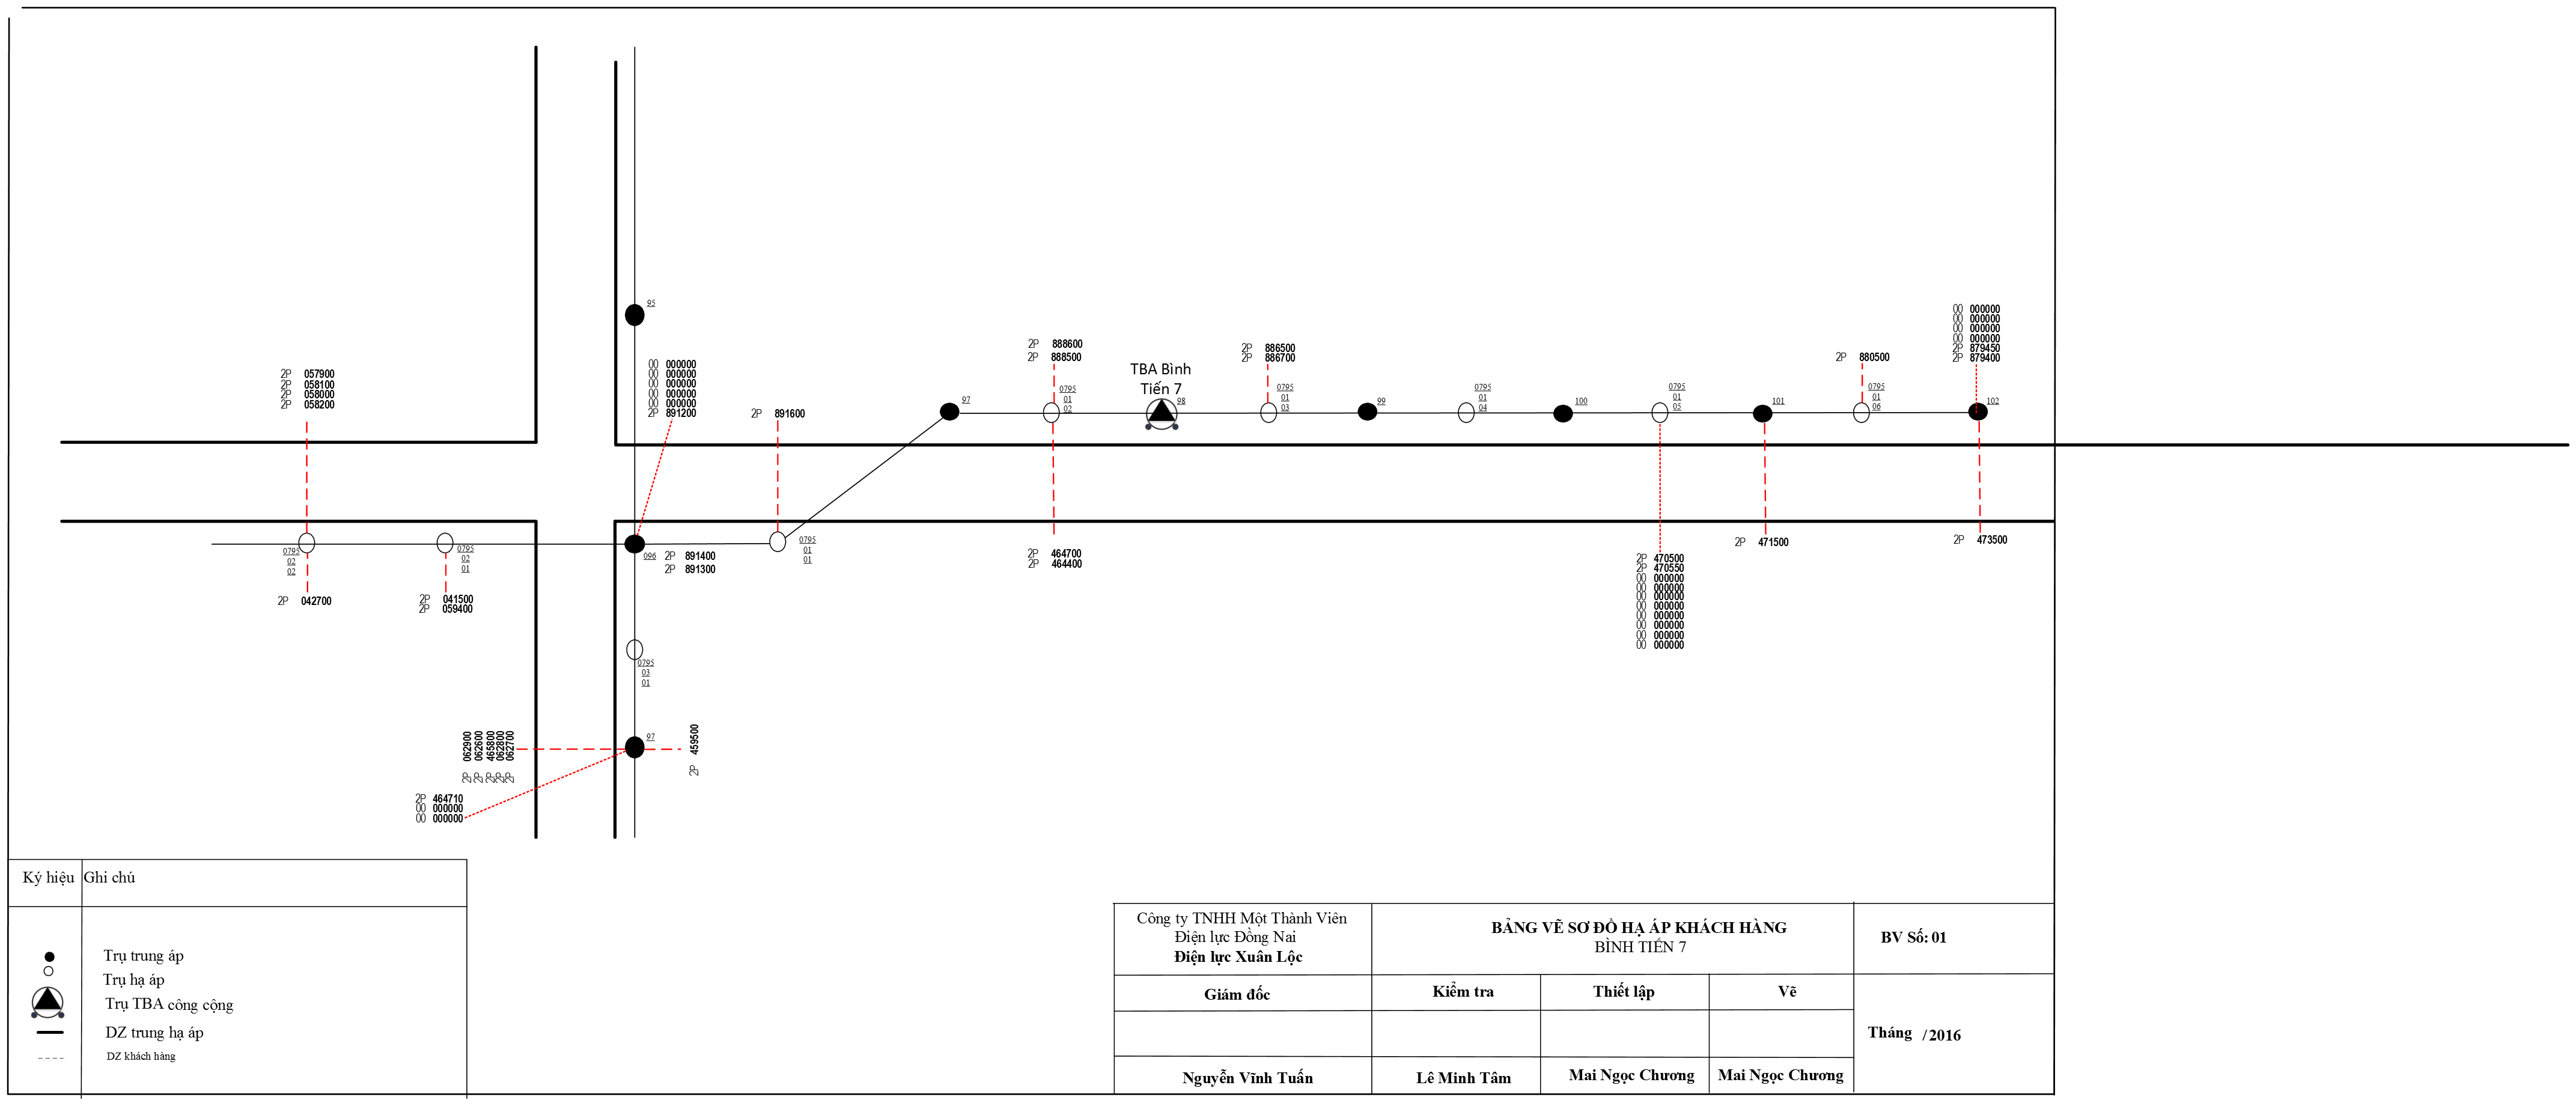 95
00 000000
00 000000
00 000000
00 000000
00 000000
2P 891200
2P 891600
2P 057900
2P 058100
2P 058000
2P 058200
2P 888600
2P 888500
TBA Bình
Tiến 7
2P 886500
2P 886700
2P 880500
00 000000
00 000000
00 000000
00 000000
2P 879450
2P 879400
97
0795
01
02
98
0795
01
03
99
0795
01
04
100
0795
01
05
101
0795
01
06
102
0795
02
02
0795
02
01
096
2P 891400
2P 891300
0795
01
01
2P 042700
2P 041500
2P 059400
2P 464700
2P 464400
2P 470500
2P 470550
00 000000
00 000000
00 000000
00 000000
00 000000
00 000000
00 000000
00 000000
2P 471500
2P 473500
0795
03
01
97
2P 062900
2P 062600
2P 465800
2P 062800
2P 062700
2P 459500
2P 464710
00 000000
00 000000
Ký hiệu Ghi chú
Trụ trung áp
Trụ hạ áp
Trụ TBA công cộng
DZ trung hạ áp
DZ khách hàng
Công ty TNHH Một Thành Viên
Điện lực Đồng Nai
Điện lực Xuân Lộc
BẢNG VẼ SƠ ĐỒ HẠ ÁP KHÁCH HÀNG
BÌNH TIẾN 7
BV Số: 01
Giám đốc
Kiểm tra
Thiết lập
Vẽ
Tháng /2016
Nguyễn Vĩnh Tuấn
Lê Minh Tâm
Mai Ngọc Chương
Mai Ngọc Chương